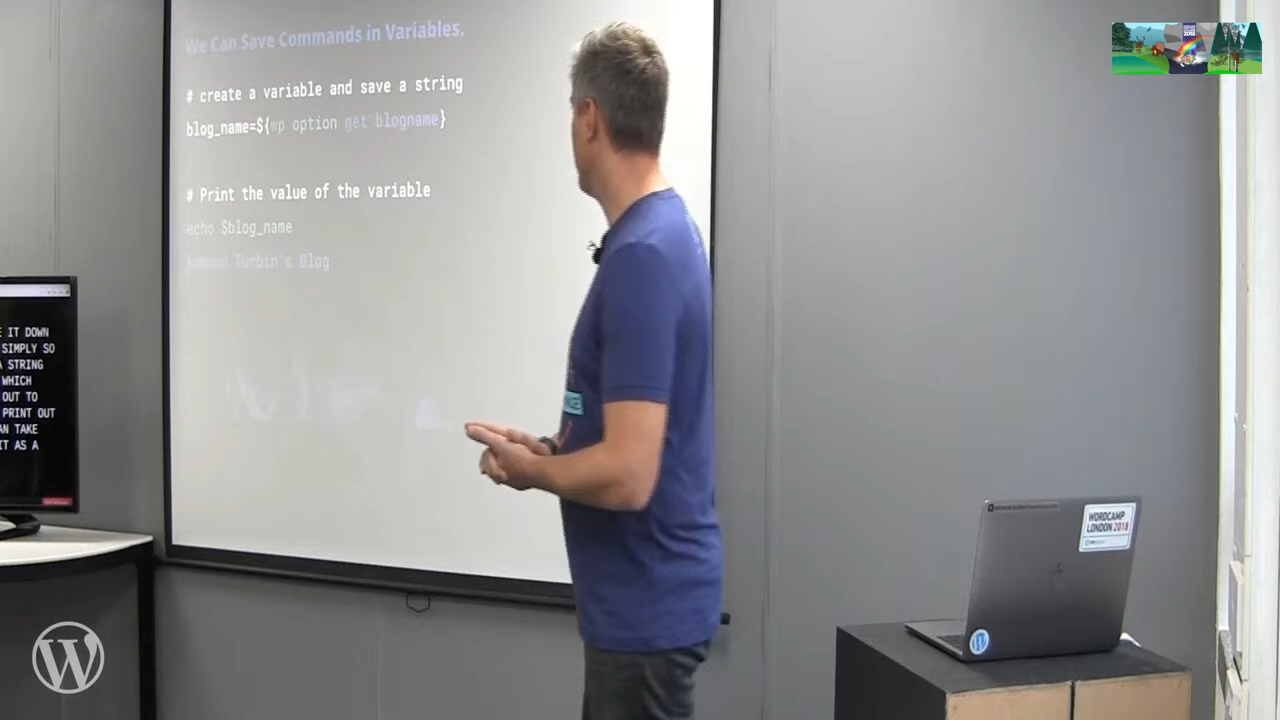 We Can Save Commands in Variables.
# create a variable and save a string
blog_name=${wp option get blogname}
# Print the value of the variable
echo $blog_name
Edmund Turbin's Blog
E IT DOWN
SIMPLY SO
A STRING
WHICH
OUT TO
PRINT OUT
AN TAKE
IT AS A
WORDCAMP
LONDON 2018
2018